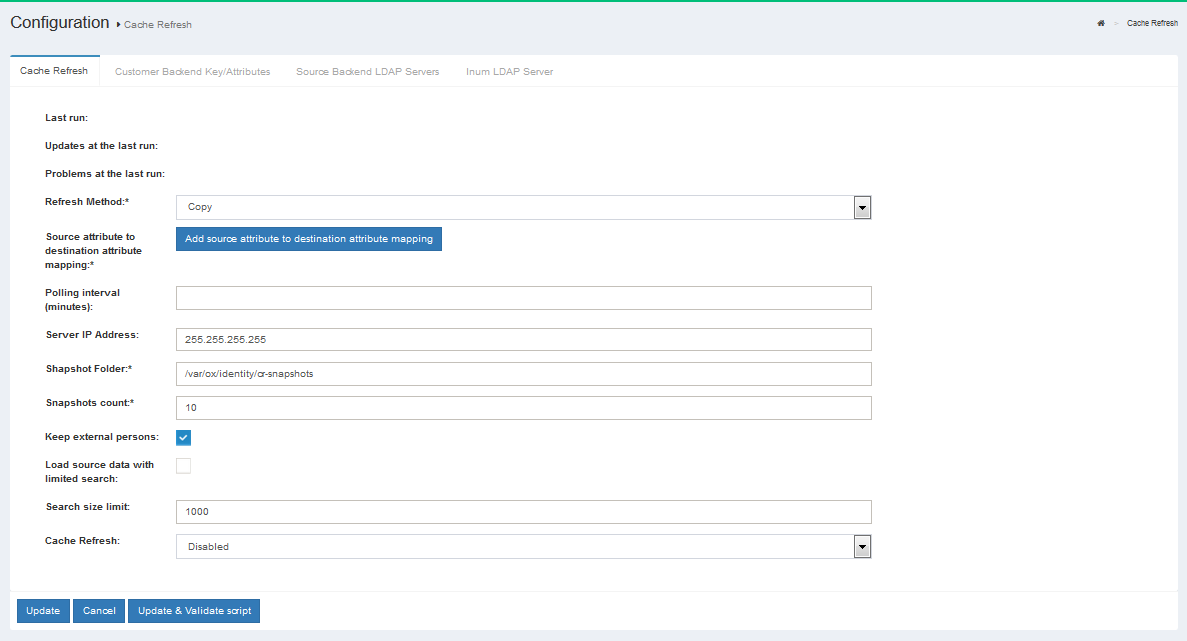 Configuration Cache Refresh
> Cache Refresh
Cache Refresh Customer Backend Key/Attributes Source Backend LDAP Servers Inum LDAP Server
Last run:
Updates at the last run:
Problems at the last run:
Refresh Method:* Copy
Source attribute to
destination attribute
mapping:*
Add source attribute to destination attribute mapping
Polling interval
(minutes):
Server IP Address: 255.255.255.255
Shapshot Folder:* /var/ox/identity/cr-snapshots
Snapshots count:* 10
Keep external persons:
Load source data with
limited search:
Search size limit: 1000
Cache Refresh: Disabled
Update Cancel Update & Validate script